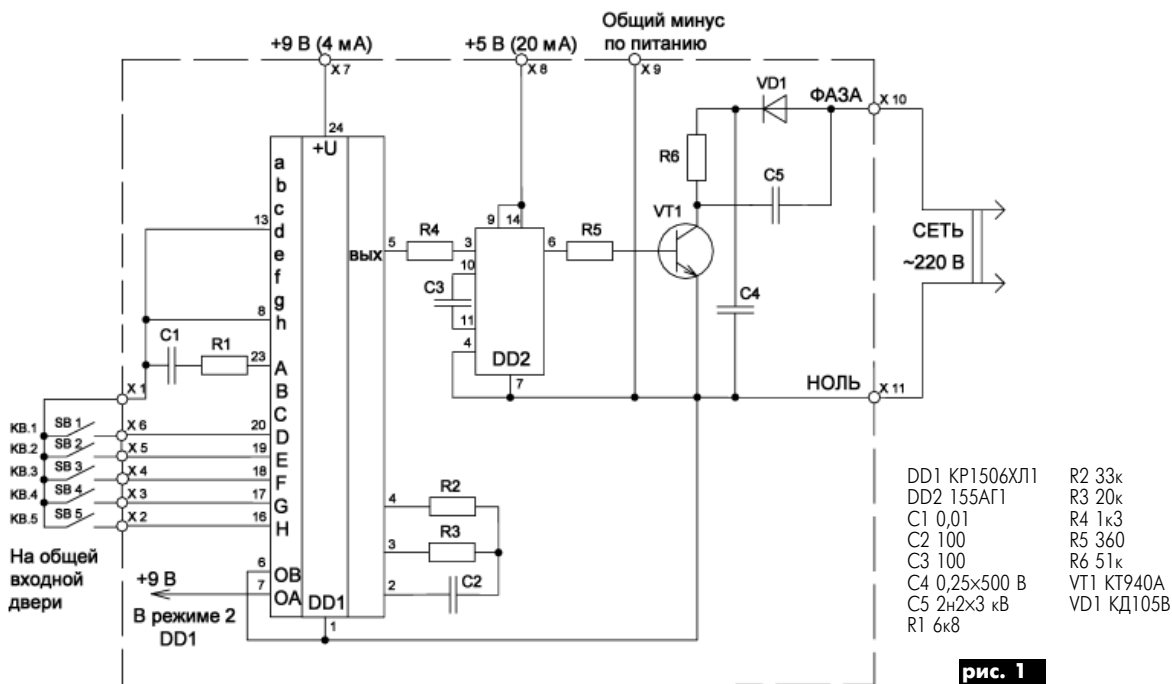 Общий минус
по питанию
+9 В (4 мА)
+5 В (20 мА)
X 7
X 8
X 9
VD1
ФАЗА
X 10
24
+U
a
b
c
13
d
e
f
g
8
h
R6
C5
9
14
VT1
СЕТЬ
~220 В
вых
5
R4
3
6
R5
10
C3
11
4
DD2
7
C4
C1
R1
23
A
B
C
НОЛЬ
X 11
X 1
КВ.1
SB 1
X 6
20
D
КВ.2
SB 2
X 5
19
E
КВ.3
SB 3
X 4
18
F
КВ.4
SB 4
X 3
17
G
КВ.5
SB 5
X 2
16
H
4
R2
3
R3
2
C2
На общей
входной
двери
+9 В
В режиме 2
DD1
6
OB
7
OA
DD1
1
DD1 КР1506ХЛ1
DD2 155АГ1
C1 0,01
C2 100
C3 100
C4 0,25×500 В
C5 2н2×3 кВ
R1 6к8
R2 33к
R3 20к
R4 1к3
R5 360
R6 51к
VT1 КТ940А
VD1 КД105В
рис. 1